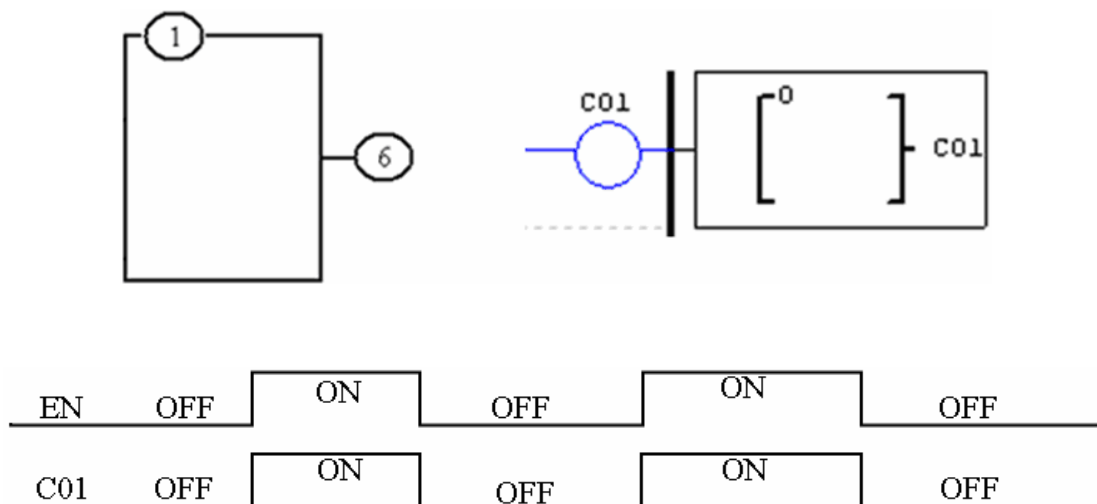 1
6
C01
0
C01
EN OFF ON OFF ON OFF
C01 OFF ON OFF ON OFF